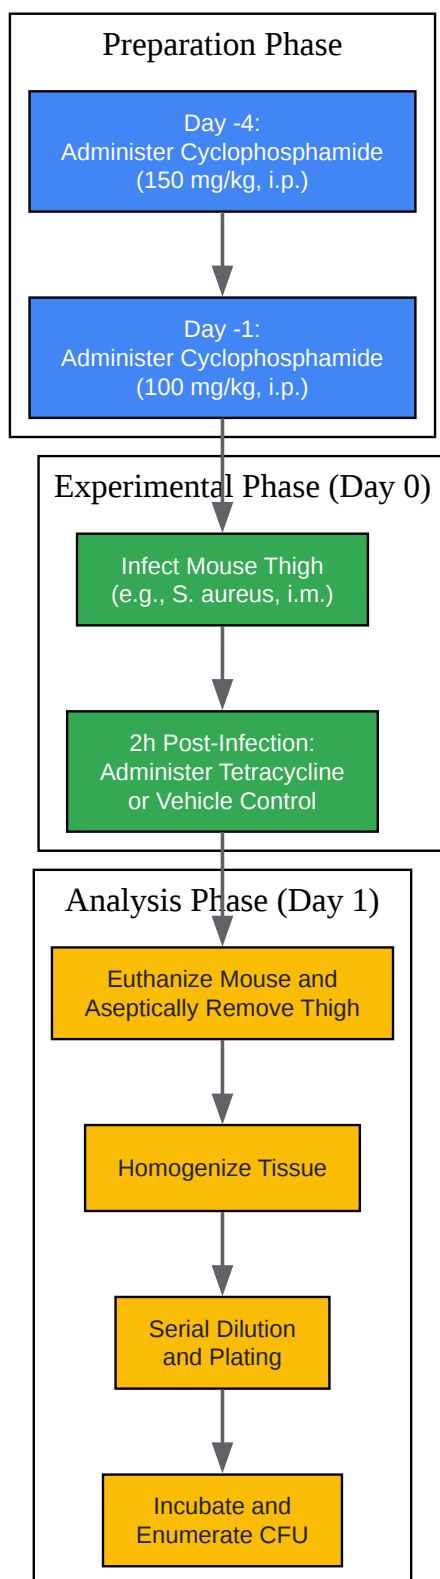 Preparation Phase
Day -4:
Administer Cyclophosphamide
(150 mg/kg, i.p.)
Day -1:
Administer Cyclophosphamide
(100 mg/kg, i.p.)
Experimental Phase (Day 0)
Infect Mouse Thigh
(e.g., S. aureus, i.m.)
2h Post-Infection:
Administer Tetracycline
or Vehicle Control
Analysis Phase (Day 1)
Euthanize Mouse and
Aseptically Remove Thigh
Homogenize Tissue
Serial Dilution
and Plating
Incubate and
Enumerate CFU